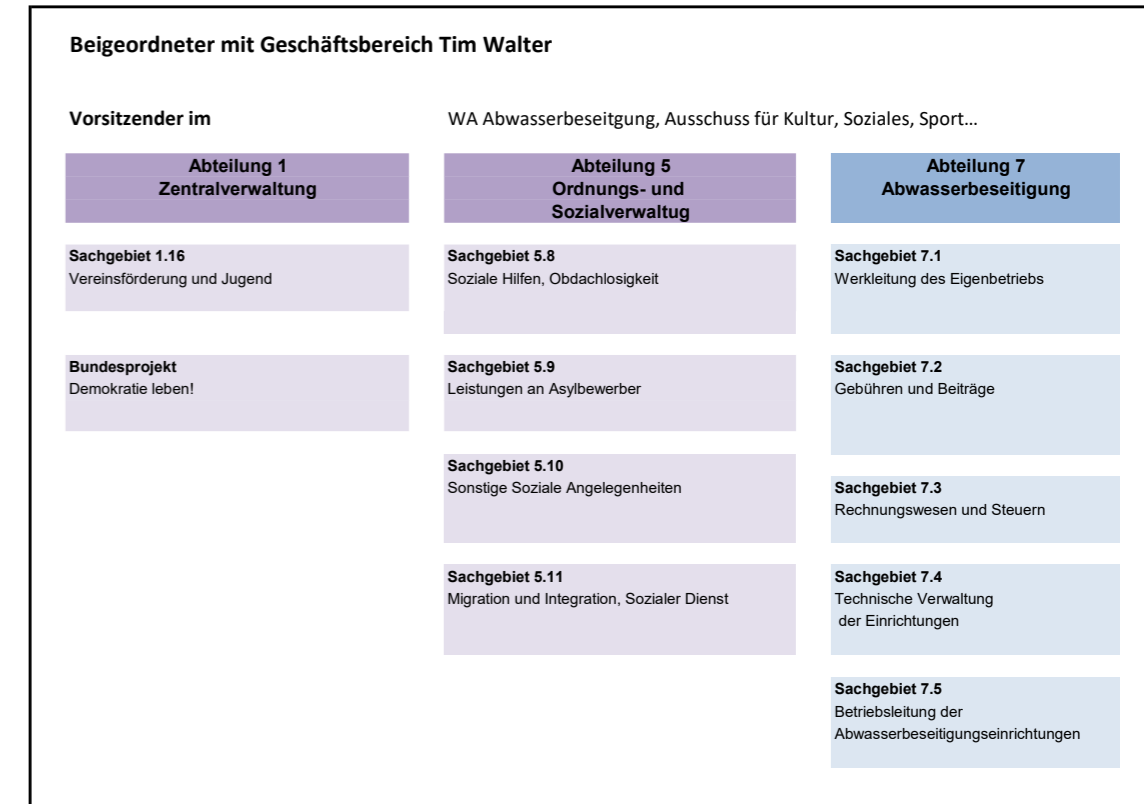 Beigeordneter mit Geschäftsbereich Tim Walter
Vorsitzender im
WA Abwasserbeseitgung, Ausschuss für Kultur, Soziales, Sport…
Abteilung 1
Zentralverwaltung
Sachgebiet 1.16
Vereinsförderung und Jugend
Bundesprojekt
Demokratie leben!
Abteilung 5
Ordnungs- und
Sozialverwaltug
Sachgebiet 5.8
Soziale Hilfen, Obdachlosigkeit
Sachgebiet 5.9
Leistungen an Asylbewerber
Sachgebiet 5.10
Sonstige Soziale Angelegenheiten
Sachgebiet 5.11
Migration und Integration, Sozialer Dienst
Abteilung 7
Abwasserbeseitigung
Sachgebiet 7.1
Werkleitung des Eigenbetriebs
Sachgebiet 7.2
Gebühren und Beiträge
Sachgebiet 7.3
Rechnungswesen und Steuern
Sachgebiet 7.4
Technische Verwaltung
der Einrichtungen
Sachgebiet 7.5
Betriebsleitung der
Abwasserbeseitigungseinrichtungen